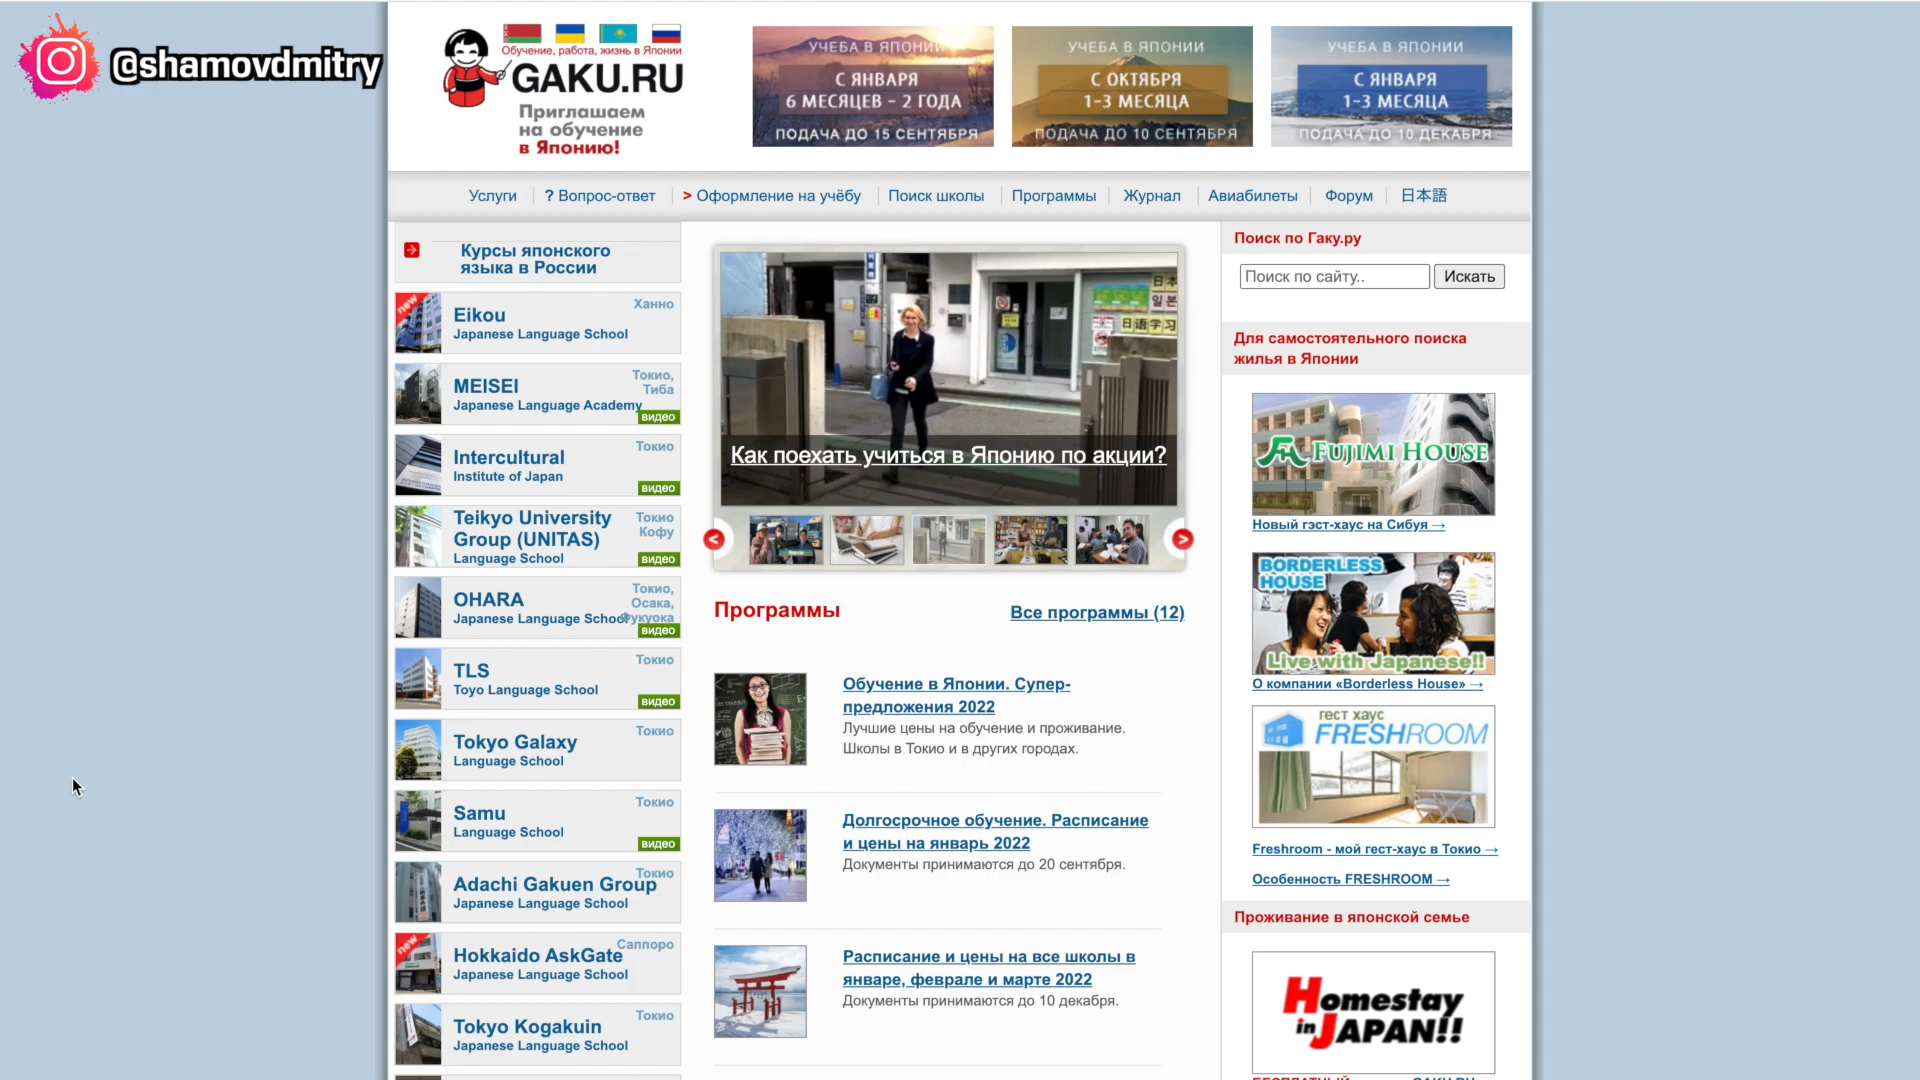 @shamovdmitry
Обучение, работа, жизнь в Японии
GAKU.RU
Приглашаем
на обучение
в Японию!
УЧЕБА В ЯПОНИИ
С ЯНВАРЯ
6 МЕСЯЦЕВ - 2 ГОДА
ПОДАЧА ДО 15 СЕНТЯБРЯ
УЧЕБА В ЯПОНИИ
С ОКТЯБРЯ
1-3 МЕСЯЦА
ПОДАЧА ДО 10 СЕНТЯБРЯ
УЧЕБА В ЯПОНИИ
С ЯНВАРЯ
1-3 МЕСЯЦА
ПОДАЧА ДО 10 ДЕКАБРЯ
Услуги ? Вопрос-ответ > Оформление на учёбу Поиск школы Программы Журнал Авиабилеты Форум 日本語
Курсы японского
языка в России
new
Ханно
Eikou
Japanese Language School
Токио,
Тиба
MEISEI
Japanese Language Academy
видео
Токио
Intercultural
Institute of Japan
видео
Teikyo University
Group (UNITAS)
Language School
Токио
Кофу
видео
Токио,
Осака,
Фукуока
OHARA
Japanese Language School
видео
Токио
TLS
Toyo Language School
видео
Токио
Tokyo Galaxy
Language School
Токио
Samu
Language School
видео
Токио
Adachi Gakuen Group
Japanese Language School
new
Саппоро
Hokkaido AskGate
Japanese Language School
Токио
Tokyo Kogakuin
Japanese Language School
日本
일본
日语学习
Как поехать учиться в Японию по акции?
< >
Программы
Все программы (12)
Обучение в Японии. Супер-
предложения 2022
Лучшие цены на обучение и проживание.
Школы в Токио и в других городах.
Долгосрочное обучение. Расписание
и цены на январь 2022
Документы принимаются до 20 сентября.
Расписание и цены на все школы в
январе, феврале и марте 2022
Документы принимаются до 10 декабря.
Поиск по Гаку.ру
Поиск по сайту..
Искать
Для самостоятельного поиска
жилья в Японии
FUJIMI HOUSE
Новый гэст-хаус на Сибуя →
BORDERLESS
HOUSE
Live with Japanese!!
О компании «Borderless House» →
гест хаус
FRESHROOM
Freshroom - мой гест-хаус в Токио →
Особенность FRESHROOM →
Проживание в японской семье
Homestay
in JAPAN!!